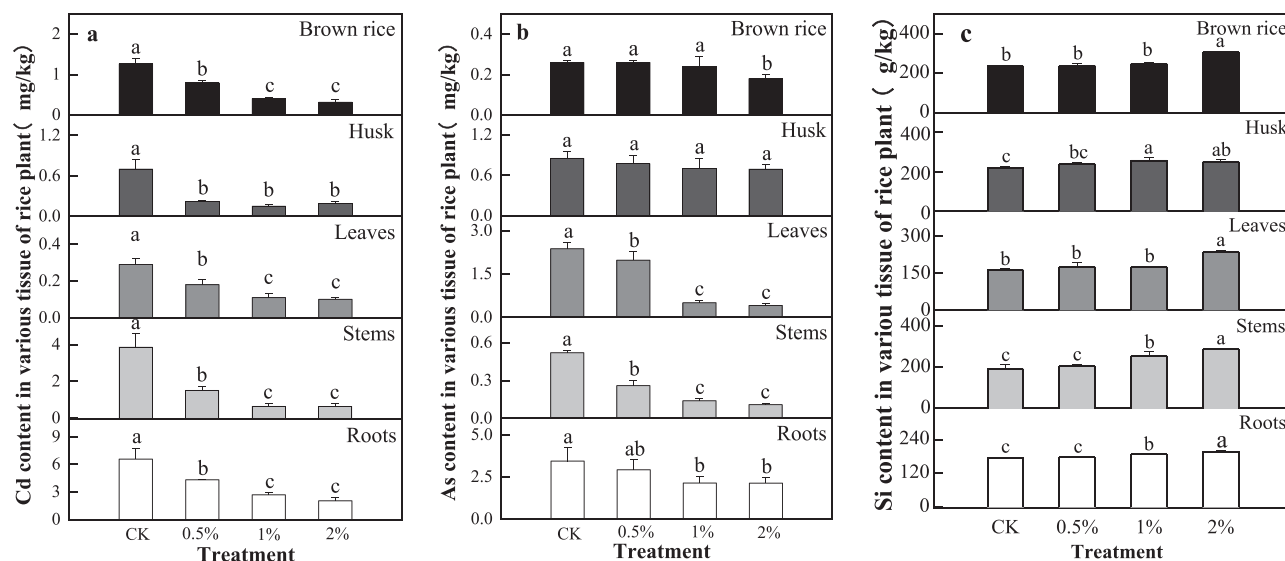 Cd content in various tissue of rice plant( mg/kg)
a
Brown rice
2
1
0
a b c c
Husk
1.2
0.6
0.0
a b b b
Leaves
0.4
0.2
0.0
a b c c
Stems
4
2
0
a b c c
Roots
9
6
3
0
a b c c
CK 0.5% 1% 2%
Treatment
As content in various tissue of rice plant( mg/kg)
b
Brown rice
0.4
0.2
0.0
a a a b
Husk
1.2
0.6
0.0
a a a a
Leaves
3.0
1.5
0.0
a b c c
Stems
0.6
0.3
0.0
a b c c
Roots
5.0
2.5
0.0
a ab b b
CK 0.5% 1% 2%
Treatment
Si content in variou tissue of rice plant ( g/kg)
c
Brown rice
400
200
0
b b b a
Husk
400
200
0
c bc a ab
Leaves
300
150
0
b b b a
Stems
400
200
0
c c b a
Roots
240
120
0
c c b a
CK 0.5% 1% 2%
Treatment